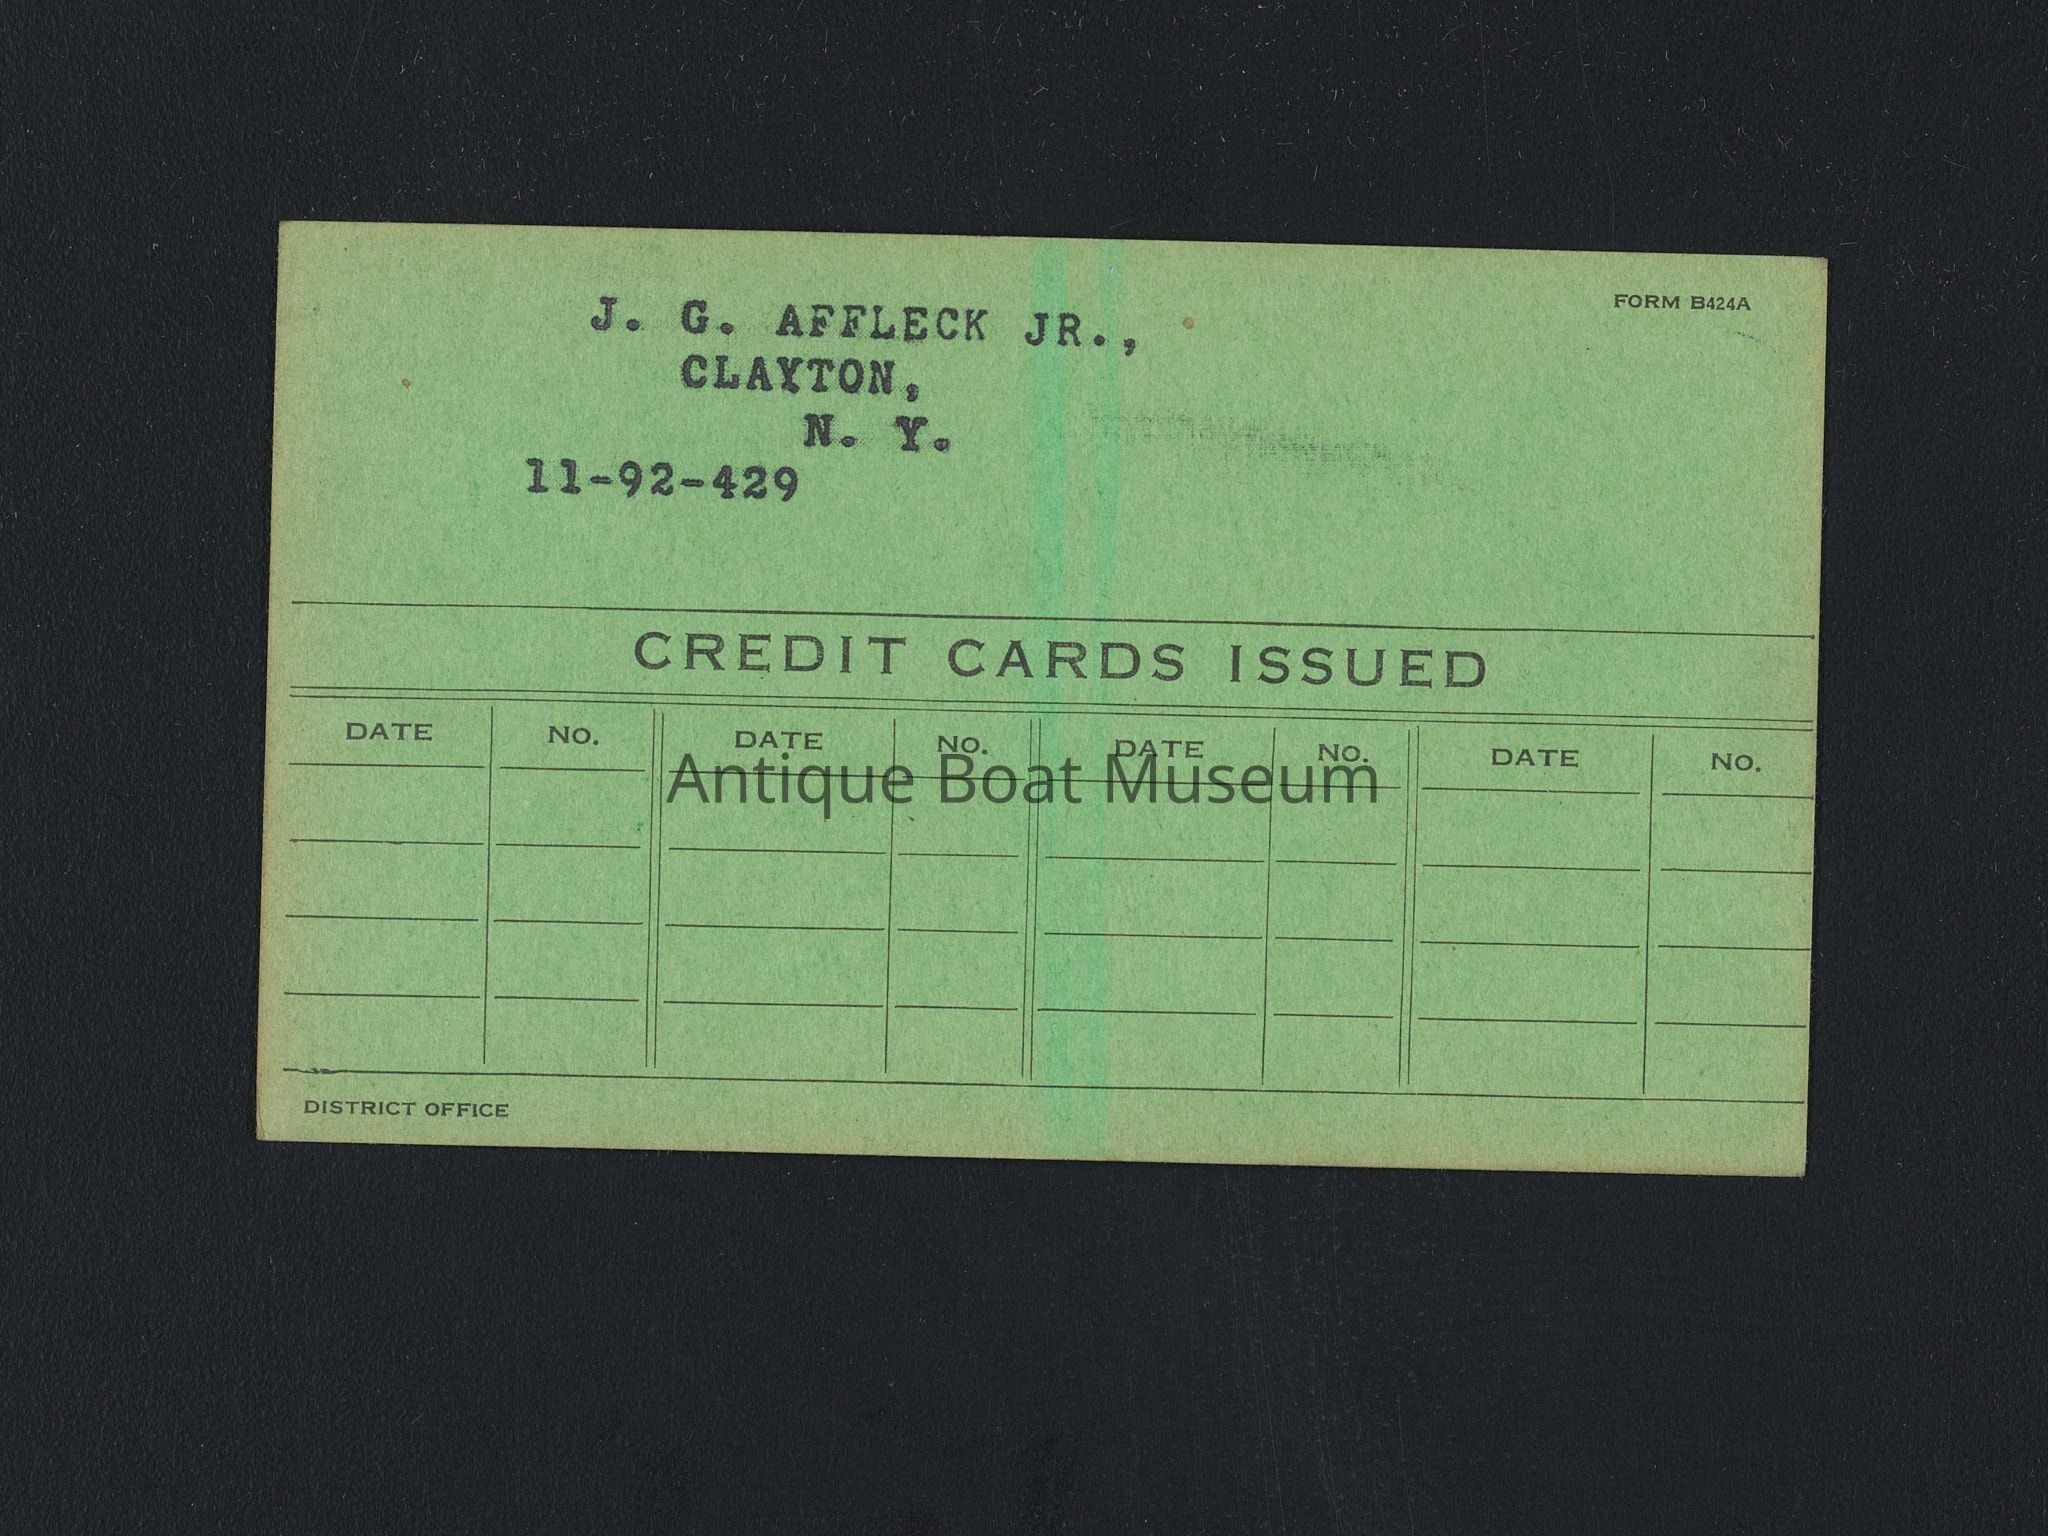 FORM B424A
J. G. AFFLECK JR.,
CLAYTON,
N. Y.
11-92-429
CREDIT CARDS ISSUED
DATE NO. DATE NO. DATE NO. DATE NO.
Antique Boat Museum
DISTRICT OFFICE